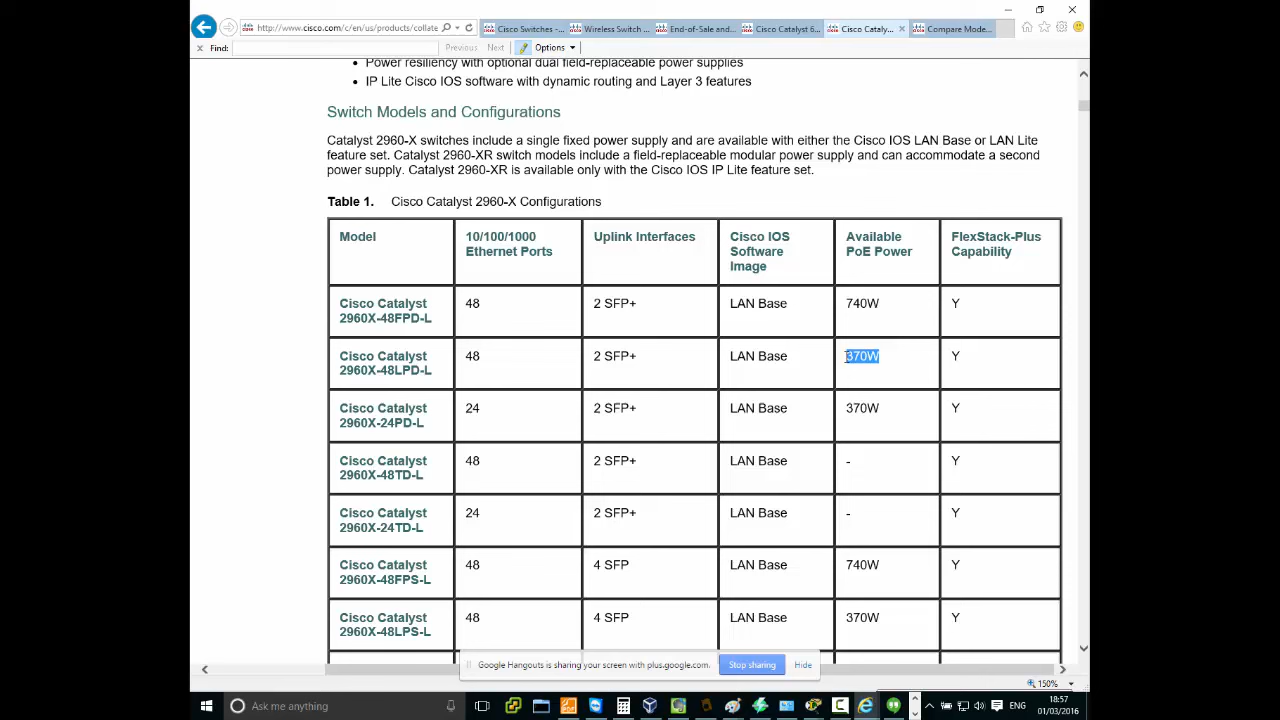 http://www.cisco.com/c/en/us/products/collate
Cisco Switches -...
Wireless Switch ...
End-of-Sale and...
Cisco Catalyst 6...
Cisco Cataly...
Compare Mode...
Find:
Previous
Next
Options
Power resiliency with optional dual field-replaceable power supplies
IP Lite Cisco IOS software with dynamic routing and Layer 3 features
Switch Models and Configurations
Catalyst 2960-X switches include a single fixed power supply and are available with either the Cisco IOS LAN Base or LAN Lite
feature set. Catalyst 2960-XR switch models include a field-replaceable modular power supply and can accommodate a second
power supply. Catalyst 2960-XR is available only with the Cisco IOS IP Lite feature set.
Table 1. Cisco Catalyst 2960-X Configurations
Model
10/100/1000
Ethernet Ports
Uplink Interfaces
Cisco IOS
Software
Image
Available
PoE Power
FlexStack-Plus
Capability
Cisco Catalyst
2960X-48FPD-L
48
2 SFP+
LAN Base
740W
Y
Cisco Catalyst
2960X-48LPD-L
48
2 SFP+
LAN Base
370W
Y
Cisco Catalyst
2960X-24PD-L
24
2 SFP+
LAN Base
370W
Y
Cisco Catalyst
2960X-48TD-L
48
2 SFP+
LAN Base
-
Y
Cisco Catalyst
2960X-24TD-L
24
2 SFP+
LAN Base
-
Y
Cisco Catalyst
2960X-48FPS-L
48
4 SFP
LAN Base
740W
Y
Cisco Catalyst
2960X-48LPS-L
48
4 SFP
LAN Base
370W
Y
Google Hangouts is sharing your screen with plus.google.com.
Stop sharing
Hide
150%
Ask me anything
ENG
18:57
01/03/2016